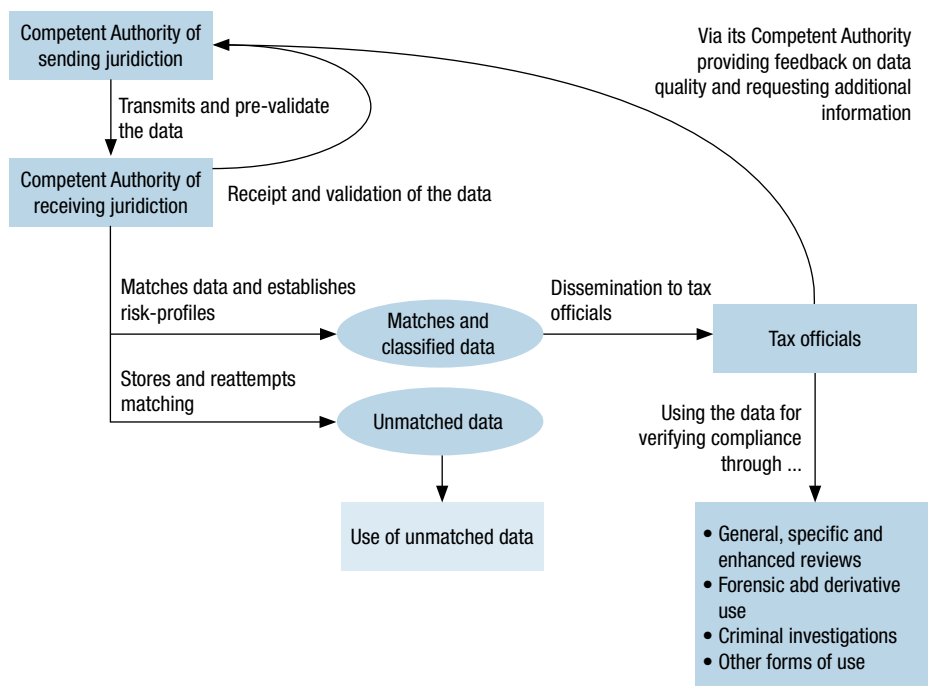 Competent Authority of
sending juridiction
Via its Competent Authority
providing feedback on data
quality and requesting additional
information
Transmits and pre-validate
the data
Competent Authority of
receiving juridiction
Receipt and validation of the data
Matches data and establishes
risk-profiles
Matches and
classified data
Dissemination to tax
officials
Tax officials
Stores and reattempts
matching
Unmatched data
Using the data for
verifying compliance
through ...
Use of unmatched data
• General, specific and
enhanced reviews
• Forensic abd derivative
use
• Criminal investigations
• Other forms of use